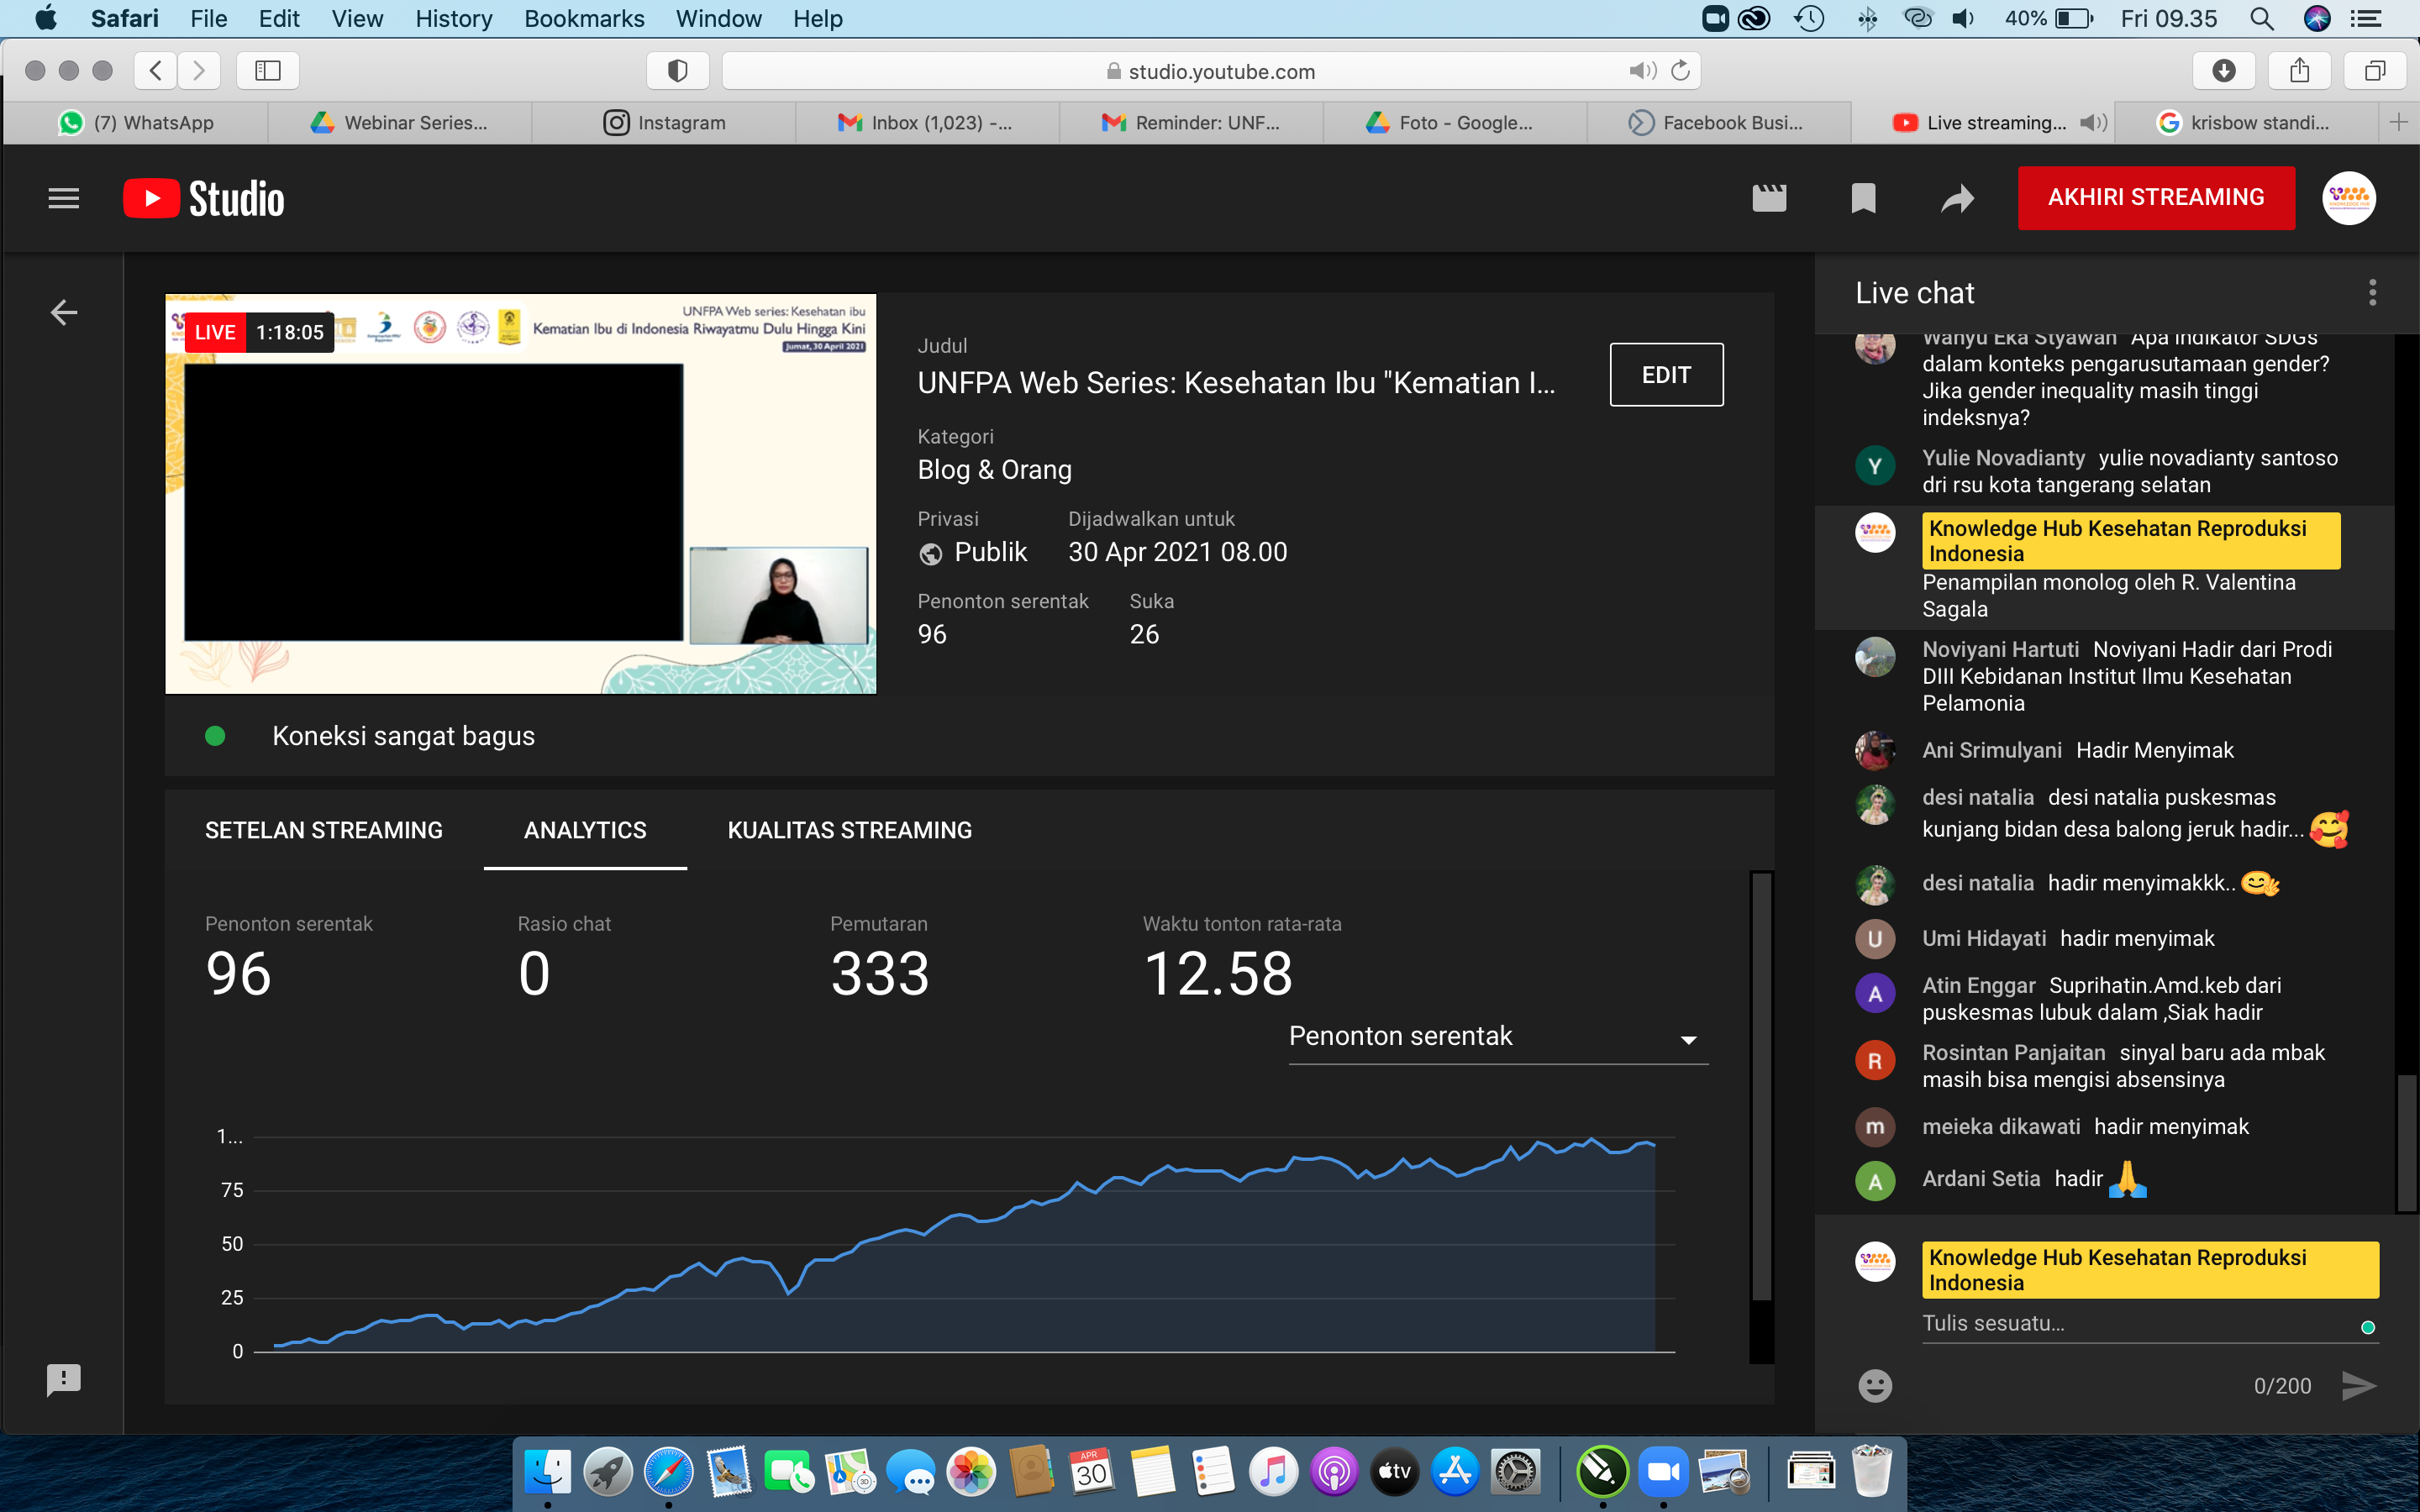 Safari File Edit View History Bookmarks Window Help
40% Fri 09.35
studio.youtube.com
(7) WhatsApp
Webinar Series...
Instagram
Inbox (1,023) -...
Reminder: UNF...
Foto - Google...
Facebook Busi...
Live streaming...
krisbow standi...
Studio
AKHIRI STREAMING
LIVE 1:18:05
UNFPA Web series: Kesehatan ibu
Kematian Ibu di Indonesia Riwayatmu Dulu Hingga Kini
Jumat, 30 April 2021
Judul
UNFPA Web Series: Kesehatan Ibu "Kematian I...
EDIT
Kategori
Blog & Orang
Privasi Dijadwalkan untuk
Publik 30 Apr 2021 08.00
Penonton serentak Suka
96 26
Koneksi sangat bagus
SETELAN STREAMING ANALYTICS KUALITAS STREAMING
Penonton serentak Rasio chat Pemutaran Waktu tonton rata-rata
96 0 333 12.58
Penonton serentak
1...
75
50
25
0
Live chat
Wahyu Eka Styawan Apa indikator SDGs
dalam konteks pengarusutamaan gender?
Jika gender inequality masih tinggi
indeksnya?
Y
Yulie Novadianty yulie novadianty santoso
dri rsu kota tangerang selatan
Knowledge Hub Kesehatan Reproduksi
Indonesia
Penampilan monolog oleh R. Valentina
Sagala
Noviyani Hartuti Noviyani Hadir dari Prodi
DIII Kebidanan Institut Ilmu Kesehatan
Pelamonia
Ani Srimulyani Hadir Menyimak
desi natalia desi natalia puskesmas
kunjang bidan desa balong jeruk hadir...🥰
desi natalia hadir menyimakkk..
U
Umi Hidayati hadir menyimak
A
Atin Enggar Suprihatin.Amd.keb dari
puskesmas lubuk dalam ,Siak hadir
R
Rosintan Panjaitan sinyal baru ada mbak
masih bisa mengisi absensinya
m
meieka dikawati hadir menyimak
A
Ardani Setia hadir🙏
Knowledge Hub Kesehatan Reproduksi
Indonesia
Tulis sesuatu...
0/200
APR
30
3D
tv